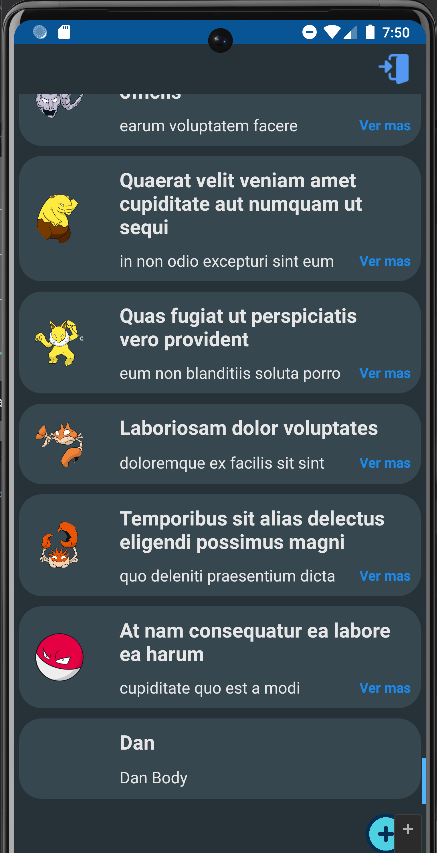 7:50
officiis
earum voluptatem facere Ver mas
Quaerat velit veniam amet
cupiditate aut numquam ut
sequi
in non odio excepturi sint eum Ver mas
Quas fugiat ut perspiciatis
vero provident
eum non blanditiis soluta porro Ver mas
Laboriosam dolor voluptates
doloremque ex facilis sit sint Ver mas
Temporibus sit alias delectus
eligendi possimus magni
quo deleniti praesentium dicta Ver mas
At nam consequatur ea labore
ea harum
cupiditate quo est a modi Ver mas
Dan
Dan Body